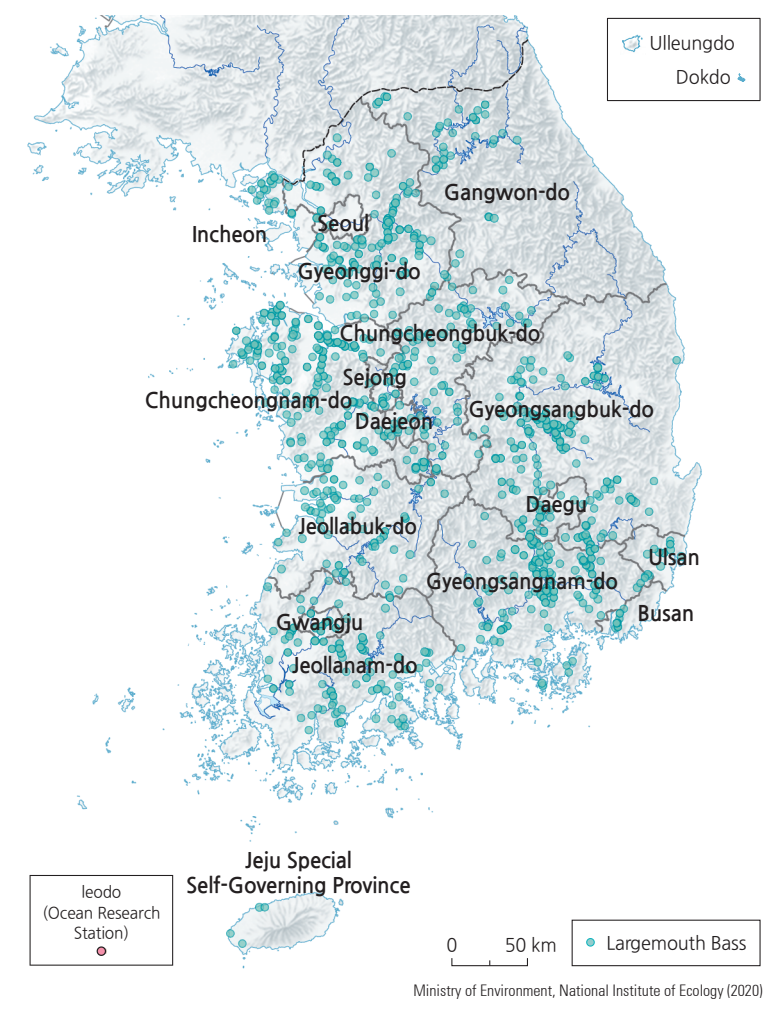 Ulleungdo
Dokdo
Gangwon-do
Seoul
Incheon
Gyeonggi-do
Chungcheongbuk-do
Sejong
Chungcheongnam-do
Gyeongsangbuk-do
Daejeon
Daegu
Jeollabuk-do
Ulsan
Gyeongsangnam-do
Busan
Gwangju
Jeollanam-do
Jeju Special
Self-Governing Province
Ieodo
(Ocean Research
Station)
0 50 km
Largemouth Bass
Ministry of Environment, National Institute of Ecology (2020)